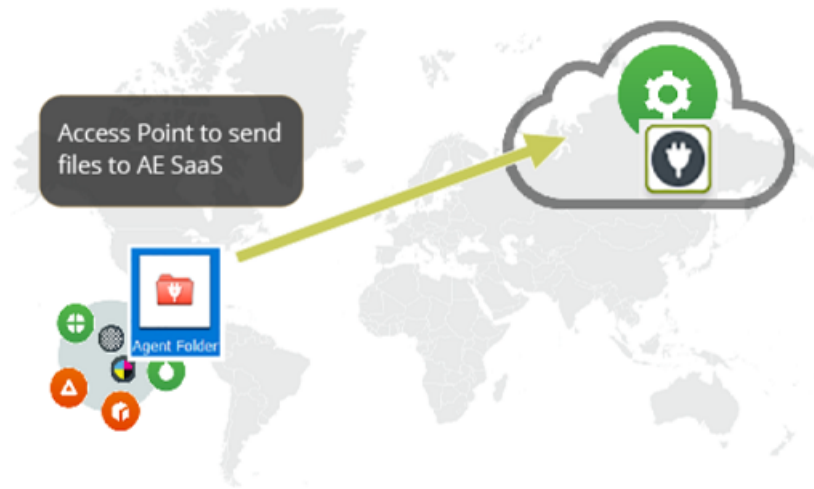 Access Point to send
files to AE SaaS
Agent Folder